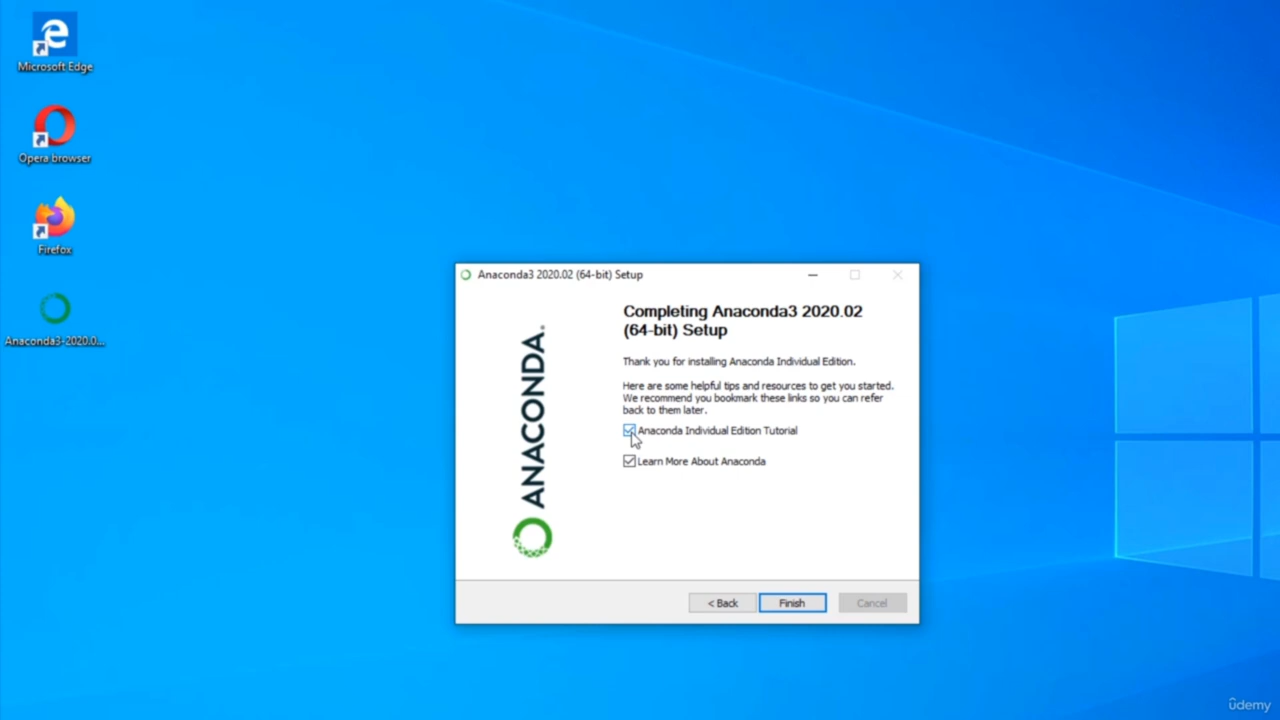 Microsoft Edge
Opera browser
Firefox
Anaconda3-2020.0...
Anaconda3 2020.02 (64-bit) Setup
ANACONDA.
Completing Anaconda3 2020.02
(64-bit) Setup
Thank you for installing Anaconda Individual Edition.
Here are some helpful tips and resources to get you started.
We recommend you bookmark these links so you can refer
back to them later.
Anaconda Individual Edition Tutorial
Learn More About Anaconda
< Back
Finish
Cancel
ûdemy